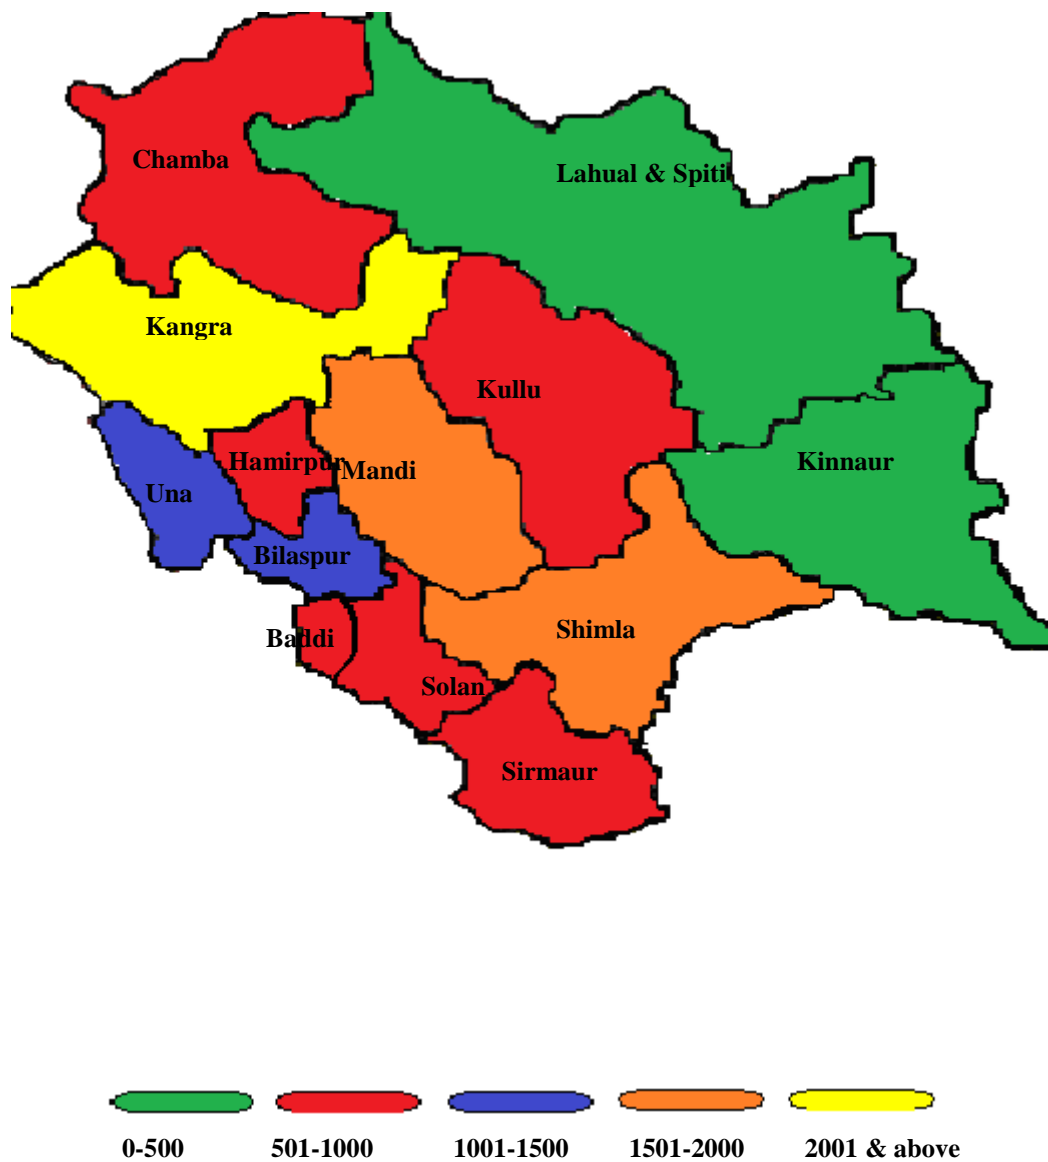 Chamba
Lahual & Spiti
Kangra
Kullu
Hamirpur
Mandi
Kinnaur
Una
Bilaspur
Baddi
Shimla
Solan
Sirmaur
0-500 501-1000 1001-1500 1501-2000 2001 & above